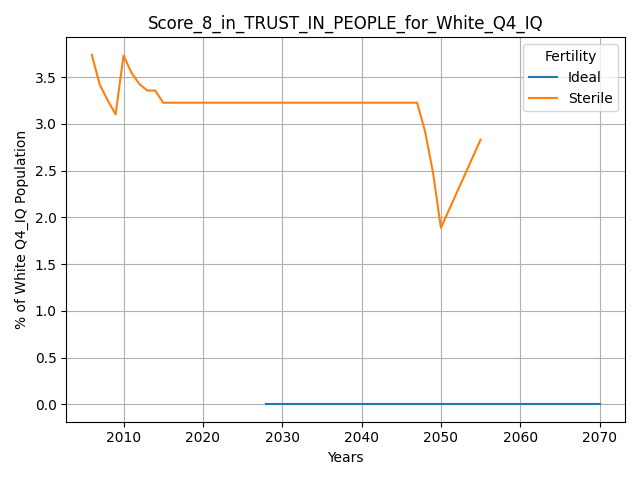 Score_8_in_TRUST_IN_PEOPLE_for_White_Q4_IQ
Fertility
Ideal
Sterile
% of White Q4_IQ Population
3.5
3.0
2.5
2.0
1.5
1.0
0.5
0.0
2010 2020 2030 2040 2050 2060 2070
Years